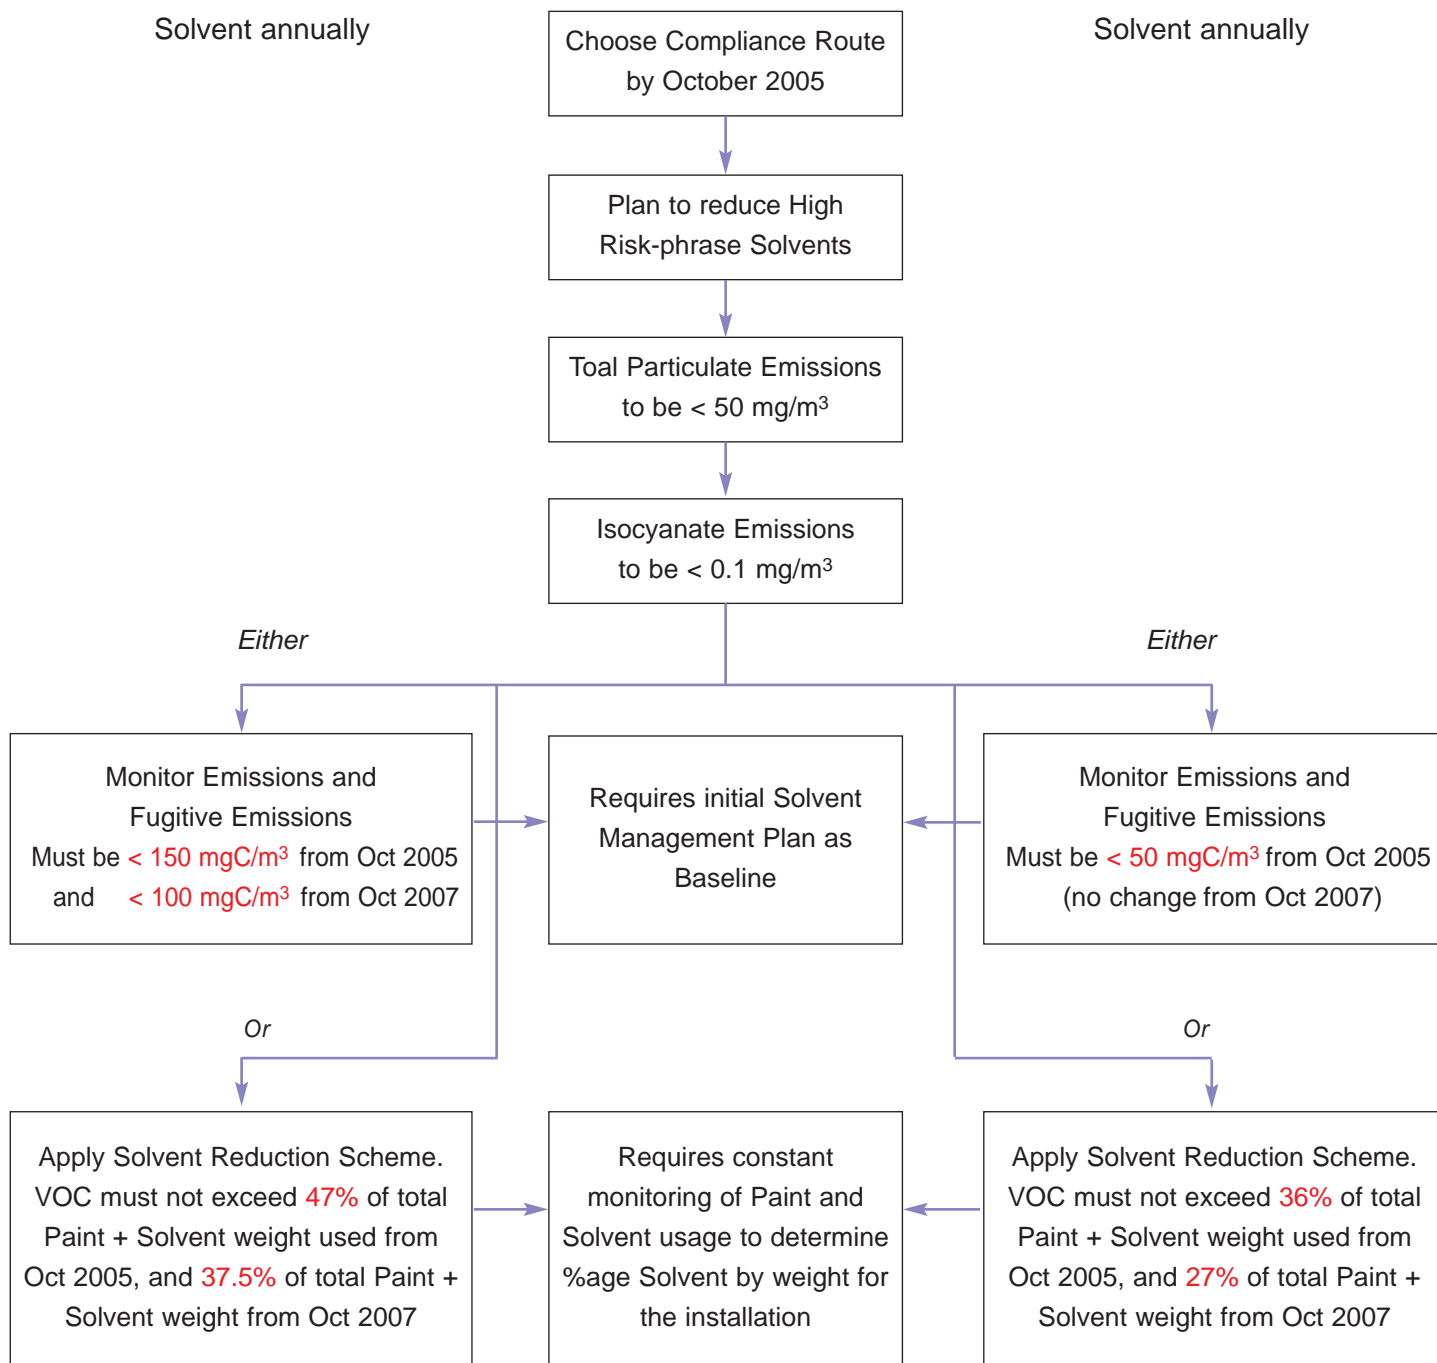 Solvent annually
Choose Compliance Route
by October 2005
Solvent annually
Plan to reduce High
Risk-phrase Solvents
Toal Particulate Emissions
to be < 50 mg/m³
Isocyanate Emissions
to be < 0.1 mg/m³
Either
Either
Monitor Emissions and
Fugitive Emissions
Must be < 150 mgC/m³ from Oct 2005
and < 100 mgC/m³ from Oct 2007
Requires initial Solvent
Management Plan as
Baseline
Monitor Emissions and
Fugitive Emissions
Must be < 50 mgC/m³ from Oct 2005
(no change from Oct 2007)
Or
Or
Apply Solvent Reduction Scheme.
VOC must not exceed 47% of total
Paint + Solvent weight used from
Oct 2005, and 37.5% of total Paint +
Solvent weight from Oct 2007
Requires constant
monitoring of Paint and
Solvent usage to determine
%age Solvent by weight for
the installation
Apply Solvent Reduction Scheme.
VOC must not exceed 36% of total
Paint + Solvent weight used from
Oct 2005, and 27% of total Paint +
Solvent weight from Oct 2007